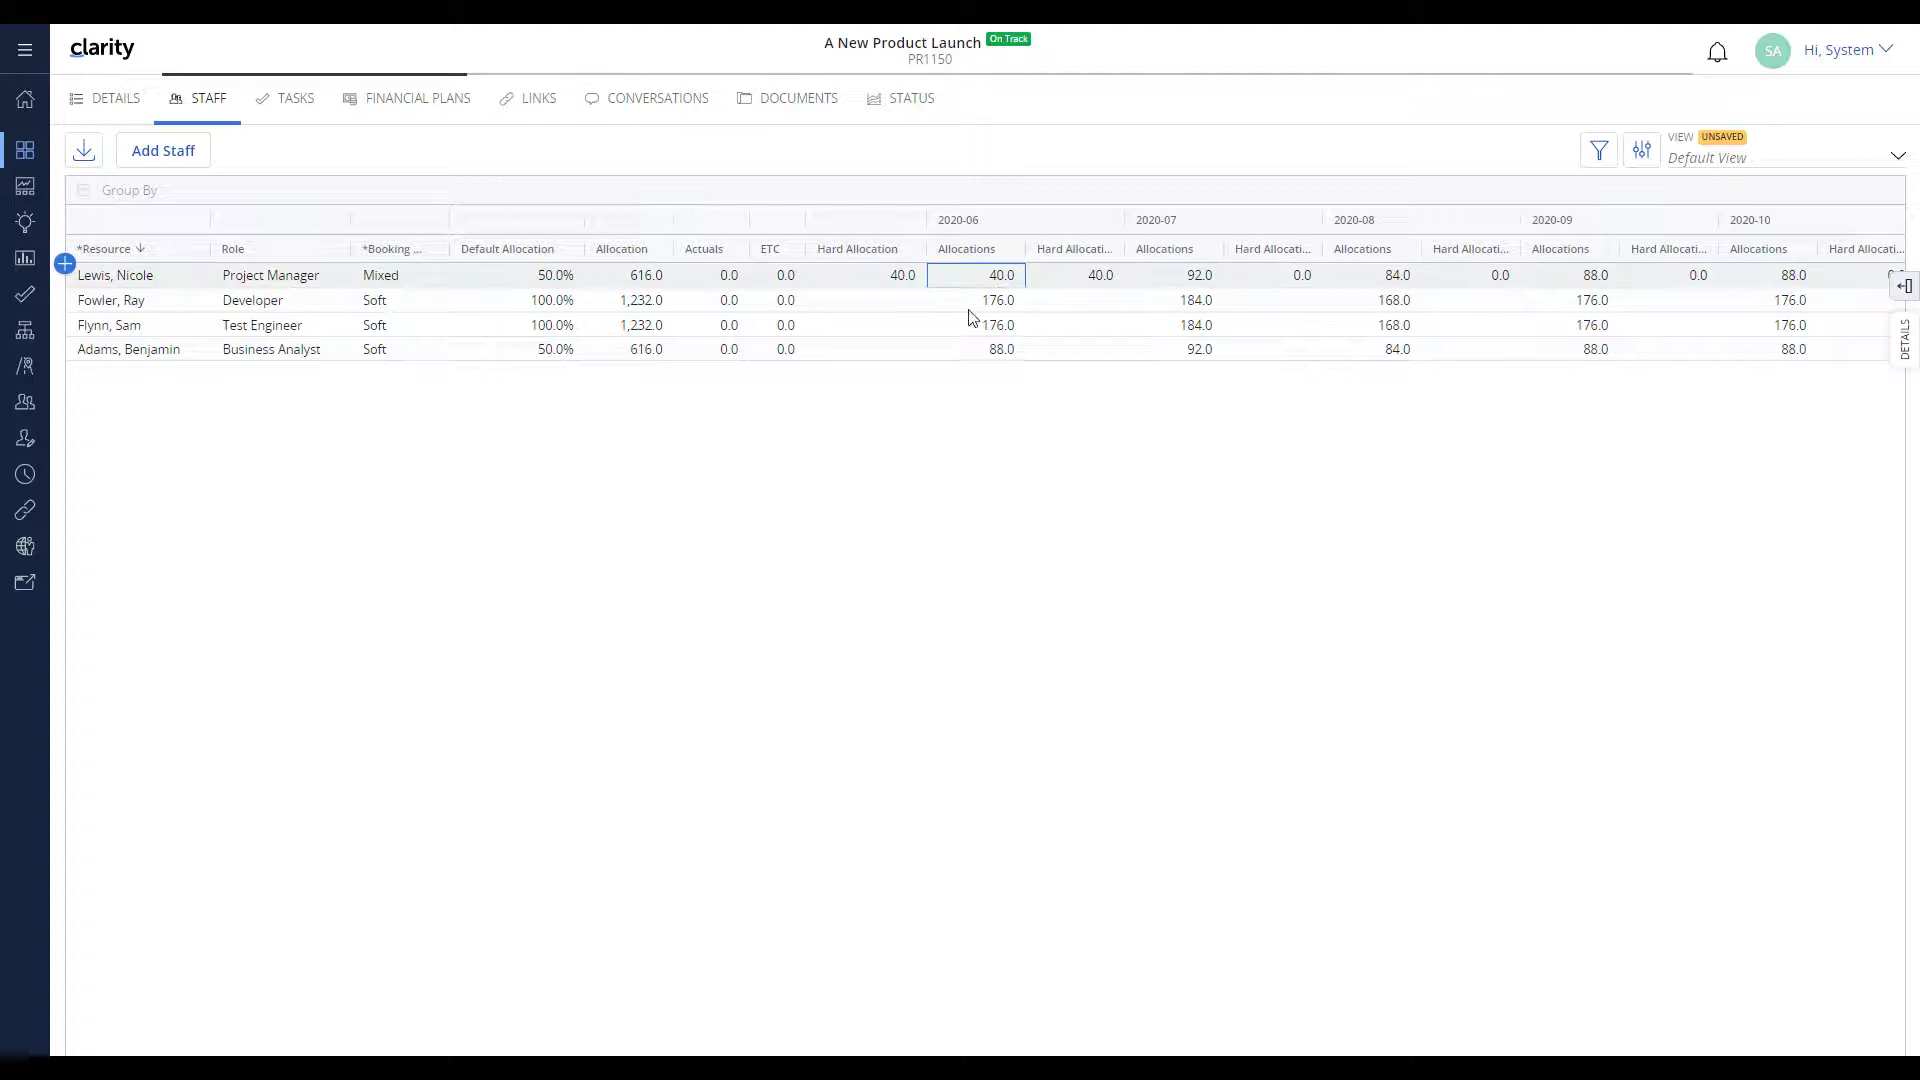 clarity
A New Product Launch On Track
PR1150
SA Hi, System
DETAILS STAFF TASKS FINANCIAL PLANS LINKS CONVERSATIONS DOCUMENTS STATUS
Add Staff
VIEW UNSAVED
Default View
Group By
2020-06 2020-07 2020-08 2020-09 2020-10
*Resource Role *Booking ... Default Allocation Allocation Actuals ETC Hard Allocation Allocations Hard Allocati... Allocations Hard Allocati... Allocations Hard Allocati... Allocations Hard Allocati... Allocations Hard Allocati...
Lewis, Nicole Project Manager Mixed 50.0% 616.0 0.0 0.0 40.0 40.0 40.0 92.0 0.0 84.0 0.0 88.0 0.0 88.0
Fowler, Ray Developer Soft 100.0% 1,232.0 0.0 0.0 176.0 184.0 168.0 176.0 176.0
Flynn, Sam Test Engineer Soft 100.0% 1,232.0 0.0 0.0 176.0 184.0 168.0 176.0 176.0
Adams, Benjamin Business Analyst Soft 50.0% 616.0 0.0 0.0 88.0 92.0 84.0 88.0 88.0
DETAILS